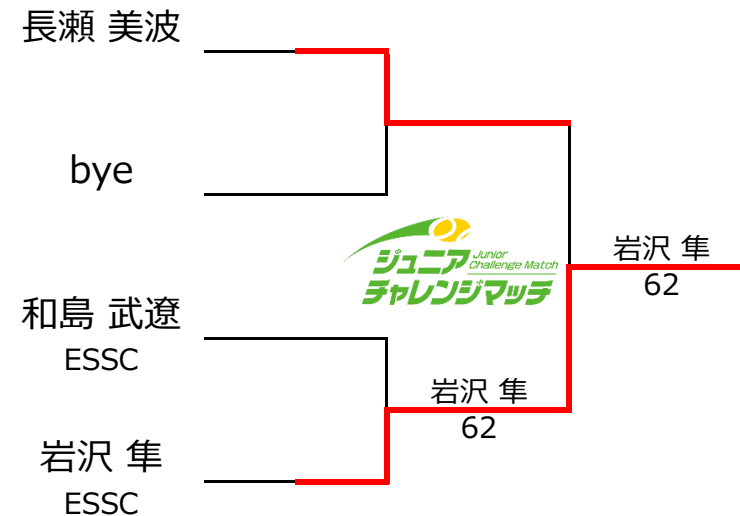 長瀬 美波
bye
ジュニア Junior Challenge Match
チャレンジマッチ
岩沢 隼
62
和島 武遼
ESSC
岩沢 隼
62
岩沢 隼
ESSC